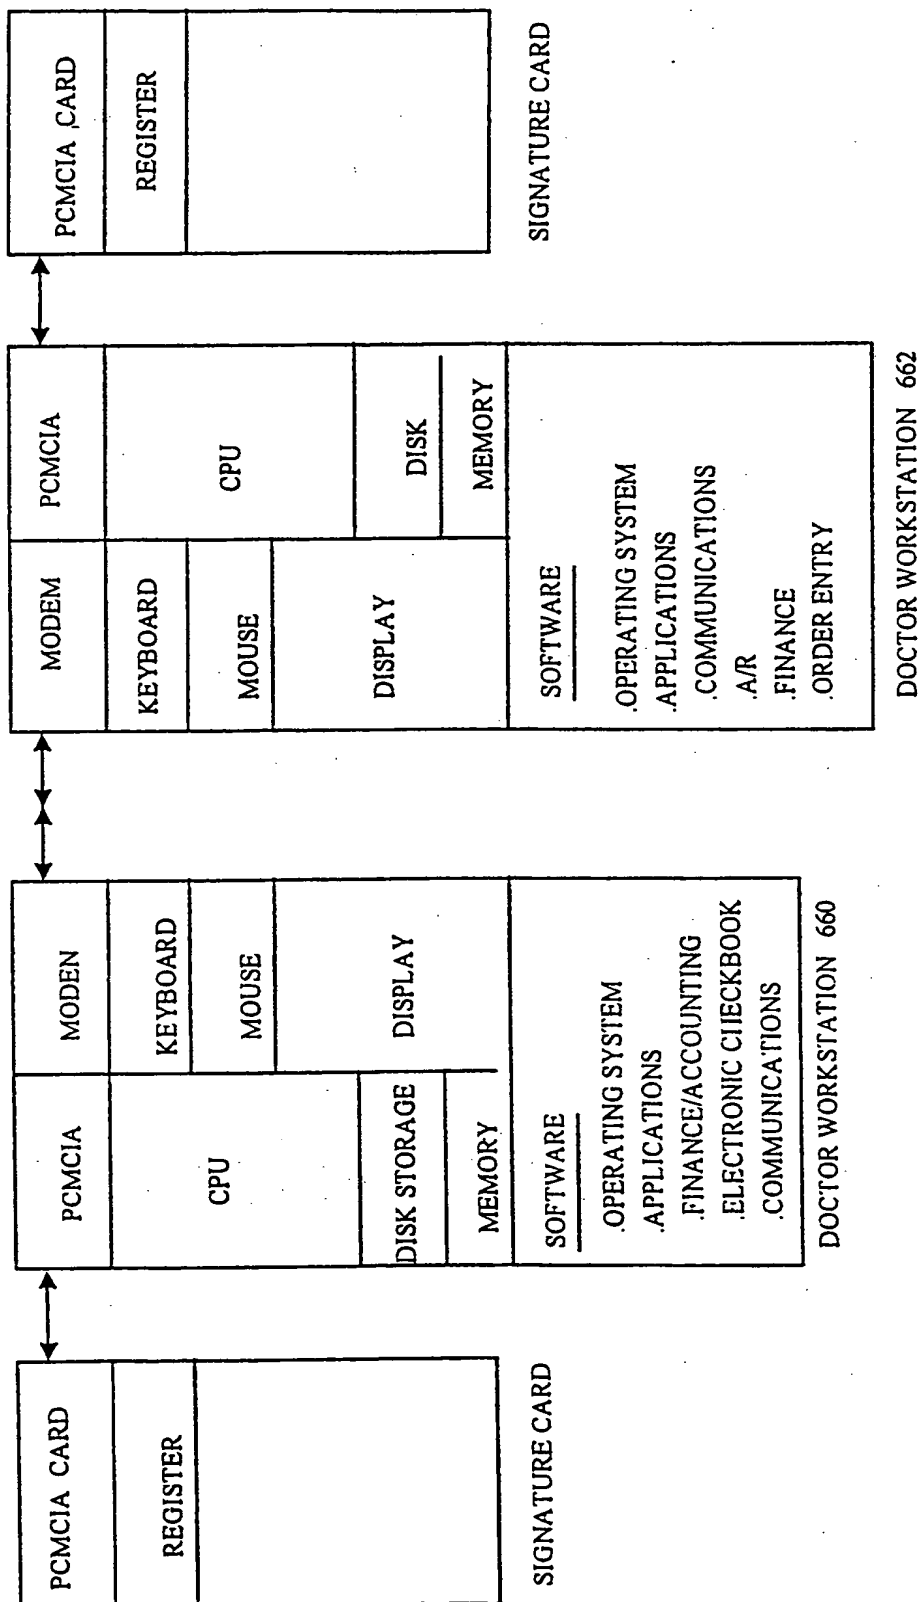 PCMCIA CARD
REGISTER
SIGNATURE CARD
PCMCIA
MODEN
CPU
KEYBOARD
MOUSE
DISK STORAGE
DISPLAY
MEMORY
SOFTWARE
.OPERATING SYSTEM
.APPLICATIONS
.FINANCE/ACCOUNTING
.ELECTRONIC CHECKBOOK
.COMMUNICATIONS
DOCTOR WORKSTATION 660
MODEM
PCMCIA
KEYBOARD
CPU
MOUSE
DISPLAY
DISK
MEMORY
SOFTWARE
.OPERATING SYSTEM
.APPLICATIONS
.COMMUNICATIONS
.A/R
.FINANCE
.ORDER ENTRY
DOCTOR WORKSTATION 662
PCMCIA ,CARD
REGISTER
SIGNATURE CARD